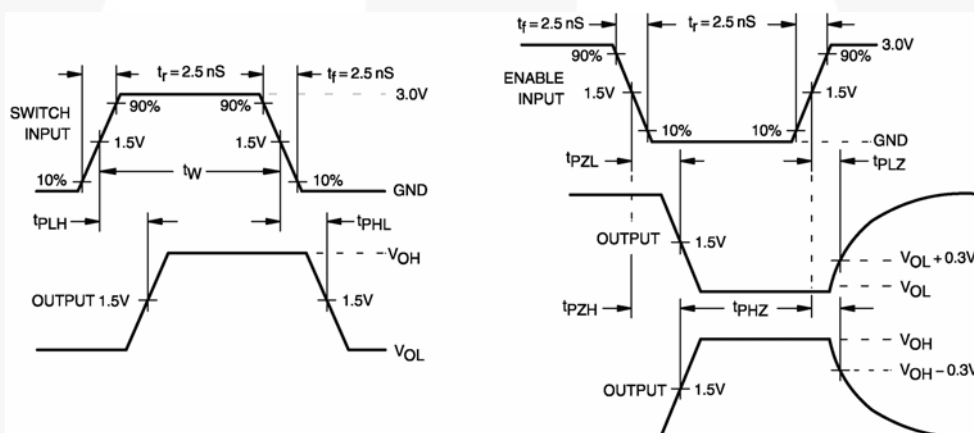 tr = 2.5 nS
tf = 2.5 nS
3.0V
SWITCH
INPUT
90%
90%
1.5V
1.5V
10%
tW
10%
GND
tPLH
tPHL
VOH
OUTPUT 1.5V
1.5V
VOL
tf = 2.5 nS
tr = 2.5 nS
3.0V
90%
90%
ENABLE
INPUT
1.5V
1.5V
10%
10%
GND
tPZL
tPLZ
OUTPUT
1.5V
VOL + 0.3V
VOL
tPZH
tPHZ
VOH
VOH – 0.3V
OUTPUT
1.5V